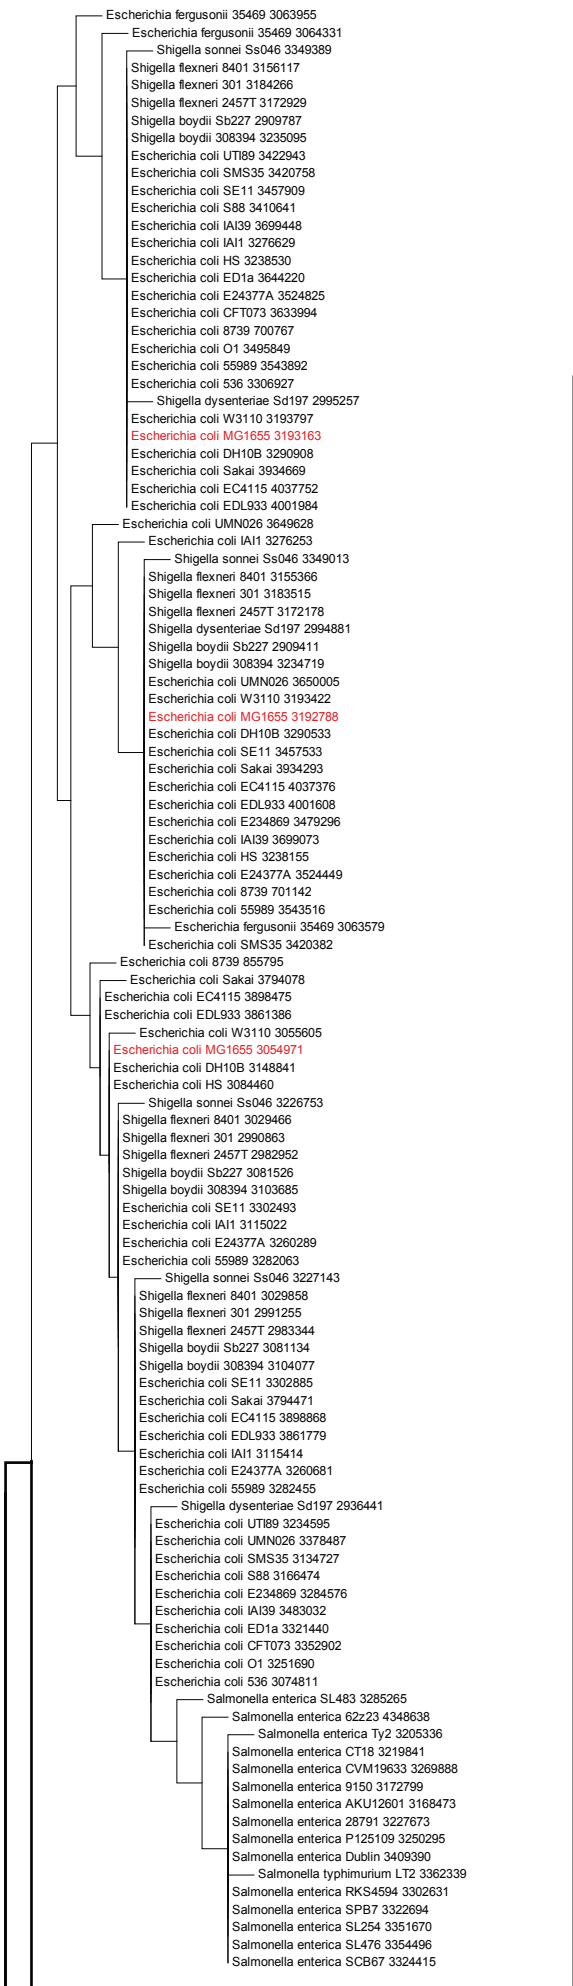 Escherichia fergusonii 35469 3063955
Escherichia fergusonii 35469 3064331
Shigella sonnei Ss046 3349389
Shigella flexneri 8401 3156117
Shigella flexneri 301 3184266
Shigella flexneri 2457T 3172929
Shigella boydii Sb227 2909787
Shigella boydii 308394 3235095
Escherichia coli UTI89 3422943
Escherichia coli SMS35 3420758
Escherichia coli SE11 3457909
Escherichia coli S88 3410641
Escherichia coli IAI39 3699448
Escherichia coli IAI1 3276629
Escherichia coli HS 3238530
Escherichia coli ED1a 3644220
Escherichia coli E24377A 3524825
Escherichia coli CFT073 3633994
Escherichia coli 8739 700767
Escherichia coli O1 3495849
Escherichia coli 55989 3543892
Escherichia coli 536 3306927
Shigella dysenteriae Sd197 2995257
Escherichia coli W3110 3193797
Escherichia coli MG1655 3193163
Escherichia coli DH10B 3290908
Escherichia coli Sakai 3934669
Escherichia coli EC4115 4037752
Escherichia coli EDL933 4001984
Escherichia coli UMN026 3649628
Escherichia coli IAI1 3276253
Shigella sonnei Ss046 3349013
Shigella flexneri 8401 3155366
Shigella flexneri 301 3183515
Shigella flexneri 2457T 3172178
Shigella dysenteriae Sd197 2994881
Shigella boydii Sb227 2909411
Shigella boydii 308394 3234719
Escherichia coli UMN026 3650005
Escherichia coli W3110 3193422
Escherichia coli MG1655 3192788
Escherichia coli DH10B 3290533
Escherichia coli SE11 3457533
Escherichia coli Sakai 3934293
Escherichia coli EC4115 4037376
Escherichia coli EDL933 4001608
Escherichia coli E234869 3479296
Escherichia coli IAI39 3699073
Escherichia coli HS 3238155
Escherichia coli E24377A 3524449
Escherichia coli 8739 701142
Escherichia coli 55989 3543516
Escherichia fergusonii 35469 3063579
Escherichia coli SMS35 3420382
Escherichia coli 8739 855795
Escherichia coli Sakai 3794078
Escherichia coli EC4115 3898475
Escherichia coli EDL933 3861386
Escherichia coli W3110 3055605
Escherichia coli MG1655 3054971
Escherichia coli DH10B 3148841
Escherichia coli HS 3084460
Shigella sonnei Ss046 3226753
Shigella flexneri 8401 3029466
Shigella flexneri 301 2990863
Shigella flexneri 2457T 2982952
Shigella boydii Sb227 3081526
Shigella boydii 308394 3103685
Escherichia coli SE11 3302493
Escherichia coli IAI1 3115022
Escherichia coli E24377A 3260289
Escherichia coli 55989 3282063
Shigella sonnei Ss046 3227143
Shigella flexneri 8401 3029858
Shigella flexneri 301 2991255
Shigella flexneri 2457T 2983344
Shigella boydii Sb227 3081134
Shigella boydii 308394 3104077
Escherichia coli SE11 3302885
Escherichia coli Sakai 3794471
Escherichia coli EC4115 3898868
Escherichia coli EDL933 3861779
Escherichia coli IAI1 3115414
Escherichia coli E24377A 3260681
Escherichia coli 55989 3282455
Shigella dysenteriae Sd197 2936441
Escherichia coli UTI89 3234595
Escherichia coli UMN026 3378487
Escherichia coli SMS35 3134727
Escherichia coli S88 3166474
Escherichia coli E234869 3284576
Escherichia coli IAI39 3483032
Escherichia coli ED1a 3321440
Escherichia coli CFT073 3352902
Escherichia coli O1 3251690
Escherichia coli 536 3074811
Salmonella enterica SL483 3285265
Salmonella enterica 62z23 4348638
Salmonella enterica Ty2 3205336
Salmonella enterica CT18 3219841
Salmonella enterica CVM19633 3269888
Salmonella enterica 9150 3172799
Salmonella enterica AKU12601 3168473
Salmonella enterica 28791 3227673
Salmonella enterica P125109 3250295
Salmonella enterica Dublin 3409390
Salmonella typhimurium LT2 3362339
Salmonella enterica RKS4594 3302631
Salmonella enterica SPB7 3322694
Salmonella enterica SL254 3351670
Salmonella enterica SL476 3354496
Salmonella enterica SCB67 3324415